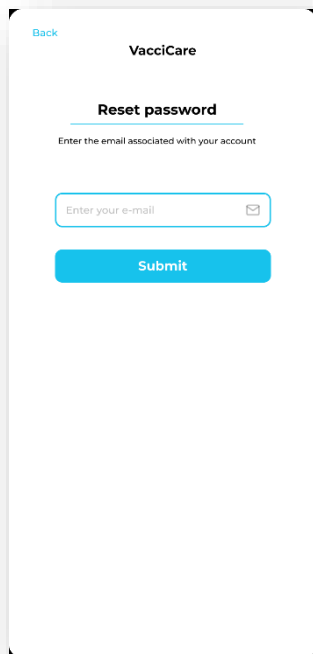 Back
VacciCare
Reset password
Enter the email associated with your account
Enter your e-mail
Submit